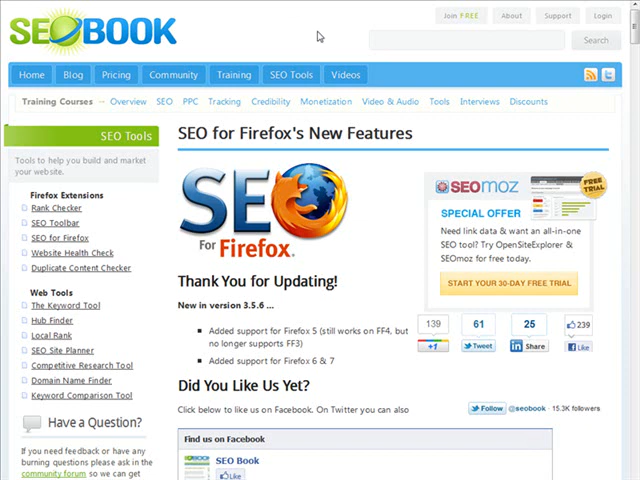 SEOBOOK
Join FREE
About
Support
Login
Search
Home
Blog
Pricing
Community
Training
SEO Tools
Videos
Training Courses → Overview SEO PPC Tracking Credibility Monetization Video & Audio Tools Interviews Discounts
SEO Tools
Tools to help you build and market
your website.
Firefox Extensions
Rank Checker
SEO Toolbar
SEO for Firefox
Website Health Check
Duplicate Content Checker
Web Tools
The Keyword Tool
Hub Finder
Local Rank
SEO Site Planner
Competitive Research Tool
Domain Name Finder
Keyword Comparison Tool
Have a Question?
If you need feedback or have any
burning questions please ask in the
community forum so we can get
SEO for Firefox's New Features
SEO
For Firefox.
Thank You for Updating!
New in version 3.5.6 ...
Added support for Firefox 5 (still works on FF4, but
no longer supports FF3)
Added support for Firefox 6 & 7
Did You Like Us Yet?
Click below to like us on Facebook. On Twitter you can also
Find us on Facebook
SEO Book
Like
SEOmoz
FREE
TRIAL
SPECIAL OFFER
Need link data & want an all-in-one
SEO tool? Try OpenSiteExplorer &
SEOmoz for free today.
START YOUR 30-DAY FREE TRIAL
139
61
25
239
+1
Tweet
Share
Like
Follow @seobook · 15.3K followers